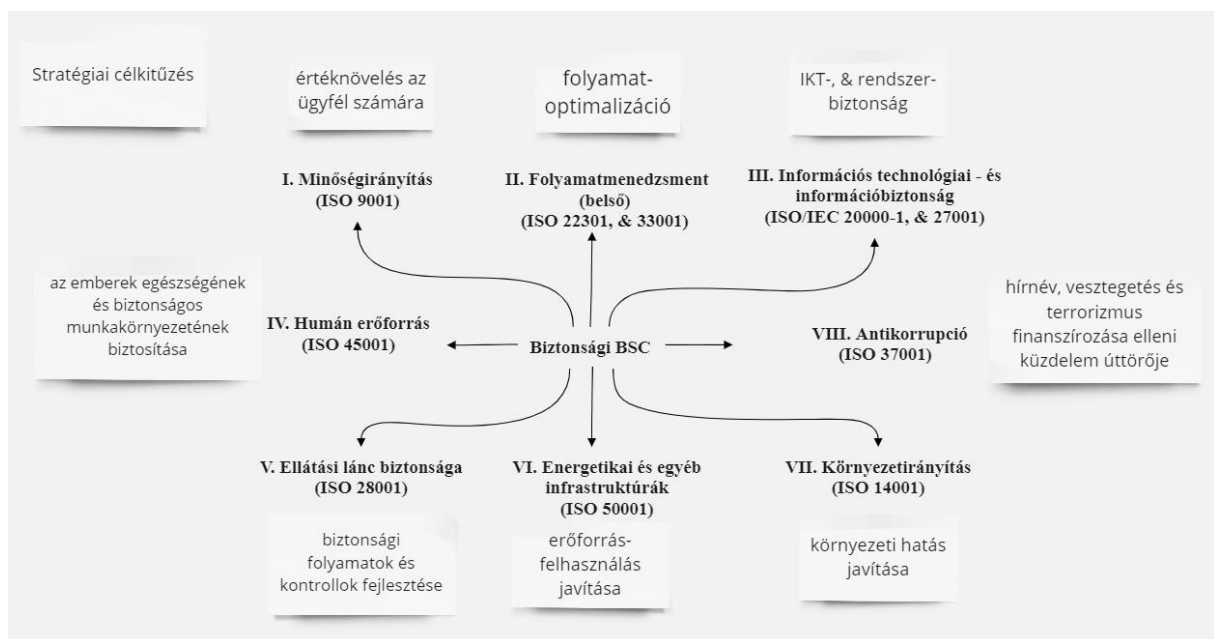 Stratégiai célkitűzés
értéknövelés az
ügyfél számára
folyamat-
optimalizáció
IKT-, & rendszer-
biztonság
I. Minőségirányítás
(ISO 9001)
II. Folyamatmenedzsment
(belső)
(ISO 22301, & 33001)
III. Információs technológiai - és
információbiztonság
(ISO/IEC 20000-1, & 27001)
az emberek egészségének
és biztonságos
munkakörnyezetének
biztosítása
IV. Humán erőforrás
(ISO 45001)
Biztonsági BSC
VIII. Antikorrupció
(ISO 37001)
hírnév, vesztegetés és
terrorizmus
finanszírozása elleni
küzdelem úttörője
V. Ellátási lánc biztonsága
(ISO 28001)
VI. Energetikai és egyéb
infrastruktúrák
(ISO 50001)
VII. Környezetirányítás
(ISO 14001)
biztonsági
folyamatok és
kontrollok fejlesztése
erőforrás-
felhasználás
javítása
környezeti hatás
javítása